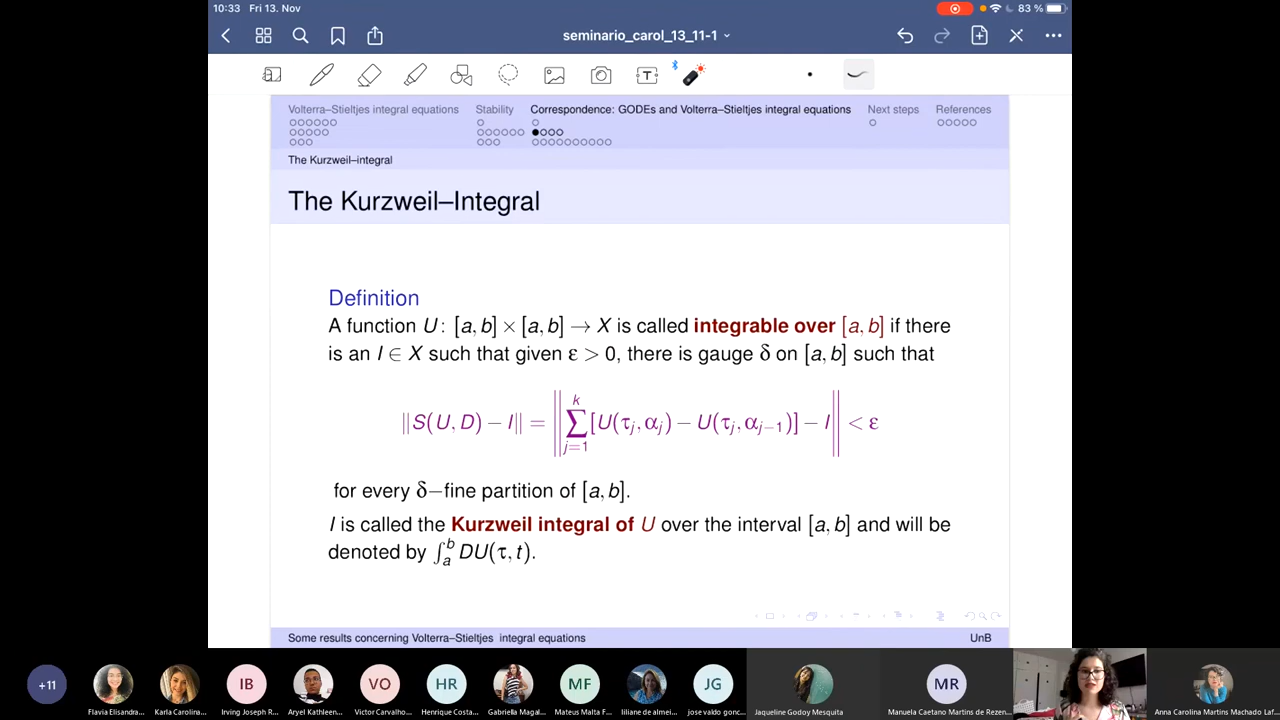 10:33 Fri 13. Nov
83 %
seminario_carol_13_11-1
Volterra–Stieltjes integral equations
Stability
Correspondence: GODEs and Volterra–Stieltjes integral equations
Next steps
References
The Kurzweil–integral
The Kurzweil–Integral
Definition
A function U: [a,b] × [a,b] → X is called integrable over [a,b] if there
is an I ∈ X such that given ε > 0, there is gauge δ on [a,b] such that
‖S(U,D) − I‖ = ‖∑_{j=1}^{k} [U(τ_j, α_j) − U(τ_j, α_{j−1})] − I‖ < ε
for every δ−fine partition of [a,b].
I is called the Kurzweil integral of U over the interval [a,b] and will be
denoted by ∫_a^b DU(τ,t).
Some results concerning Volterra–Stieltjes integral equations
UnB
+11
IB
VO
HR
MF
JG
MR
Flavia Elisandra...
Karla Carolina...
Irving Joseph R...
Aryel Kathleen...
Victor Carvalho...
Henrique Costa...
Gabriella Magal...
Mateus Malta F...
liliane de almei...
jose valdo gonc...
Jaqueline Godoy Mesquita
Manuela Caetano Martins de Rezen...
Anna Carolina Martins Machado Laf...